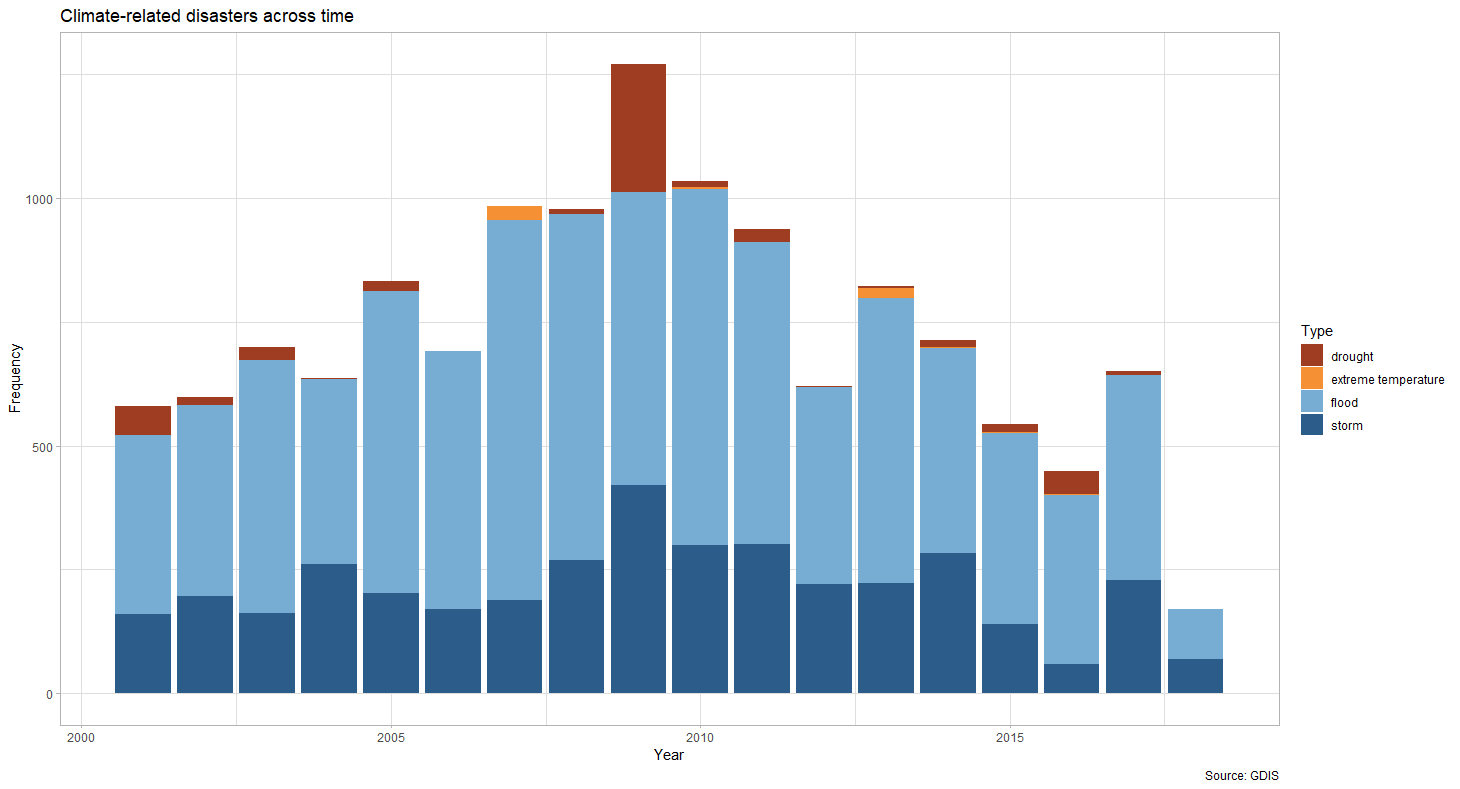 Climate-related disasters across time
Frequency
1000
500
0
2000
2005
2010
2015
Year
Type
drought
extreme temperature
flood
storm
Source: GDIS